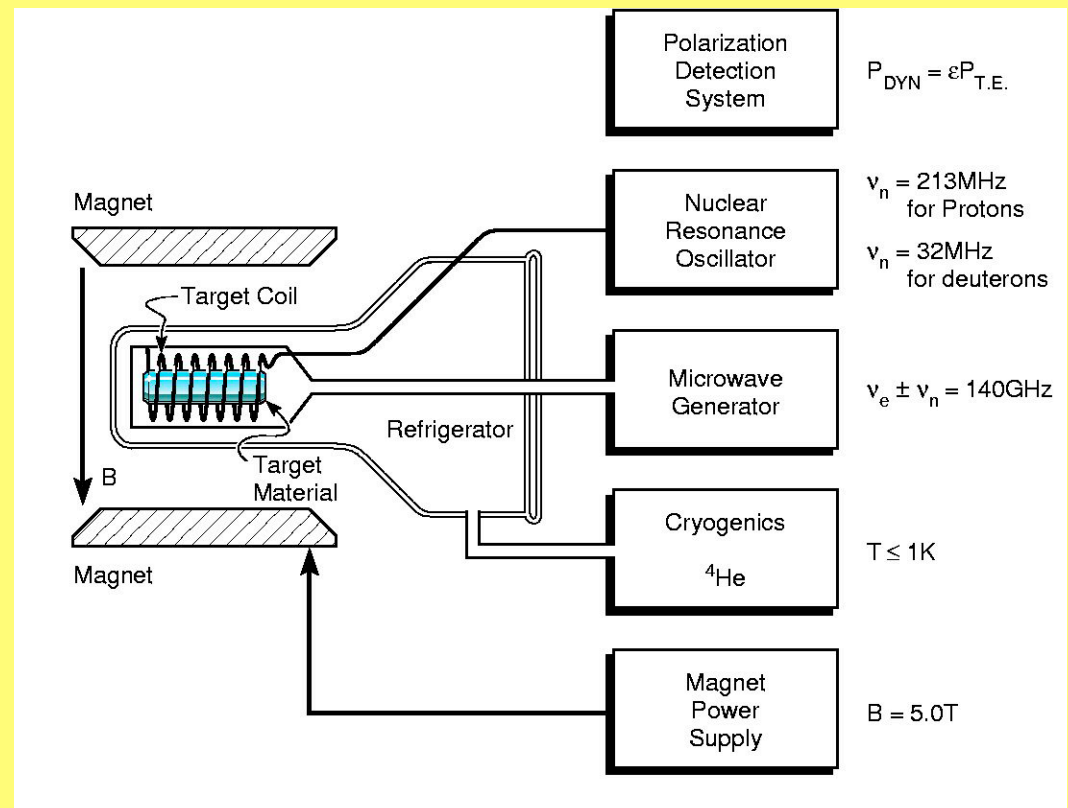 Polarization
Detection
System
P_DYN = εP_T.E.
Magnet
Nuclear
Resonance
Oscillator
ν_n = 213MHz
for Protons
ν_n = 32MHz
for deuterons
Target Coil
Microwave
Generator
ν_e ± ν_n = 140GHz
Refrigerator
B
Target
Material
Cryogenics
⁴He
T ≤ 1K
Magnet
Magnet
Power
Supply
B = 5.0T